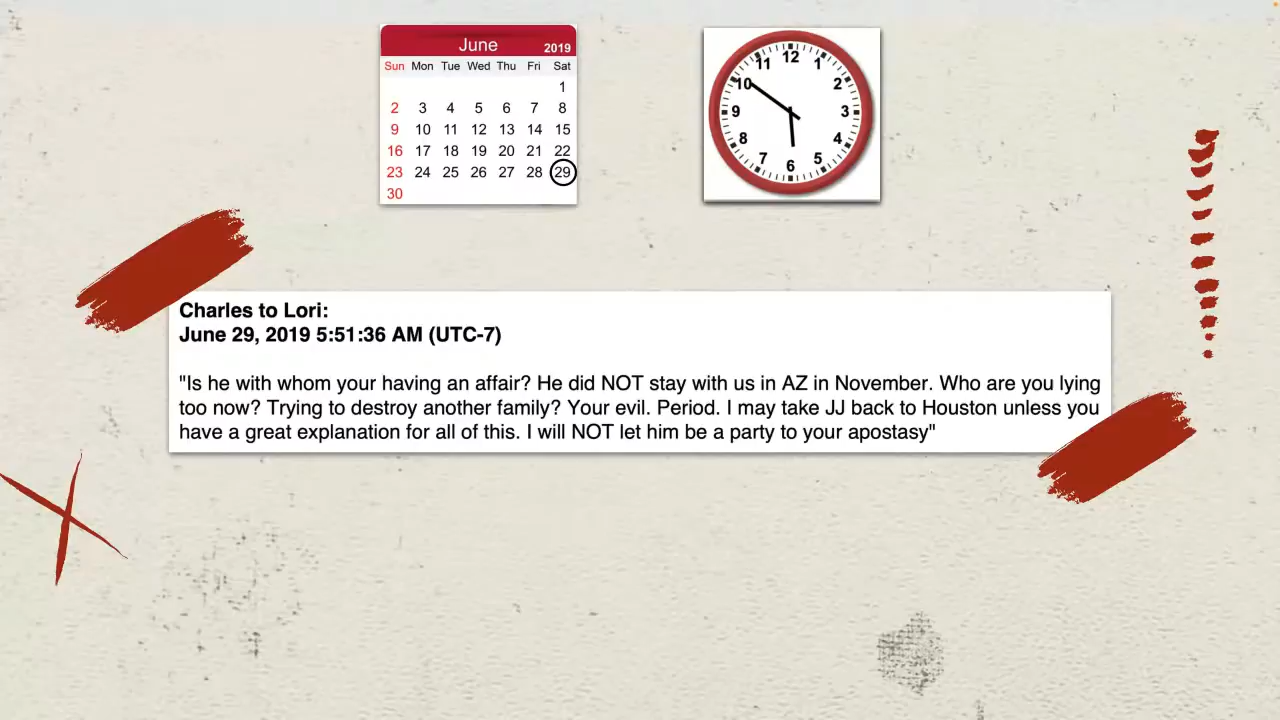 June 2019
Sun Mon Tue Wed Thu Fri Sat
1
2 3 4 5 6 7 8
9 10 11 12 13 14 15
16 17 18 19 20 21 22
23 24 25 26 27 28 29
30
12
11 1
10 2
9 3
8 4
7 5
6
Charles to Lori:
June 29, 2019 5:51:36 AM (UTC-7)
"Is he with whom your having an affair? He did NOT stay with us in AZ in November. Who are you lying
too now? Trying to destroy another family? Your evil. Period. I may take JJ back to Houston unless you
have a great explanation for all of this. I will NOT let him be a party to your apostasy"